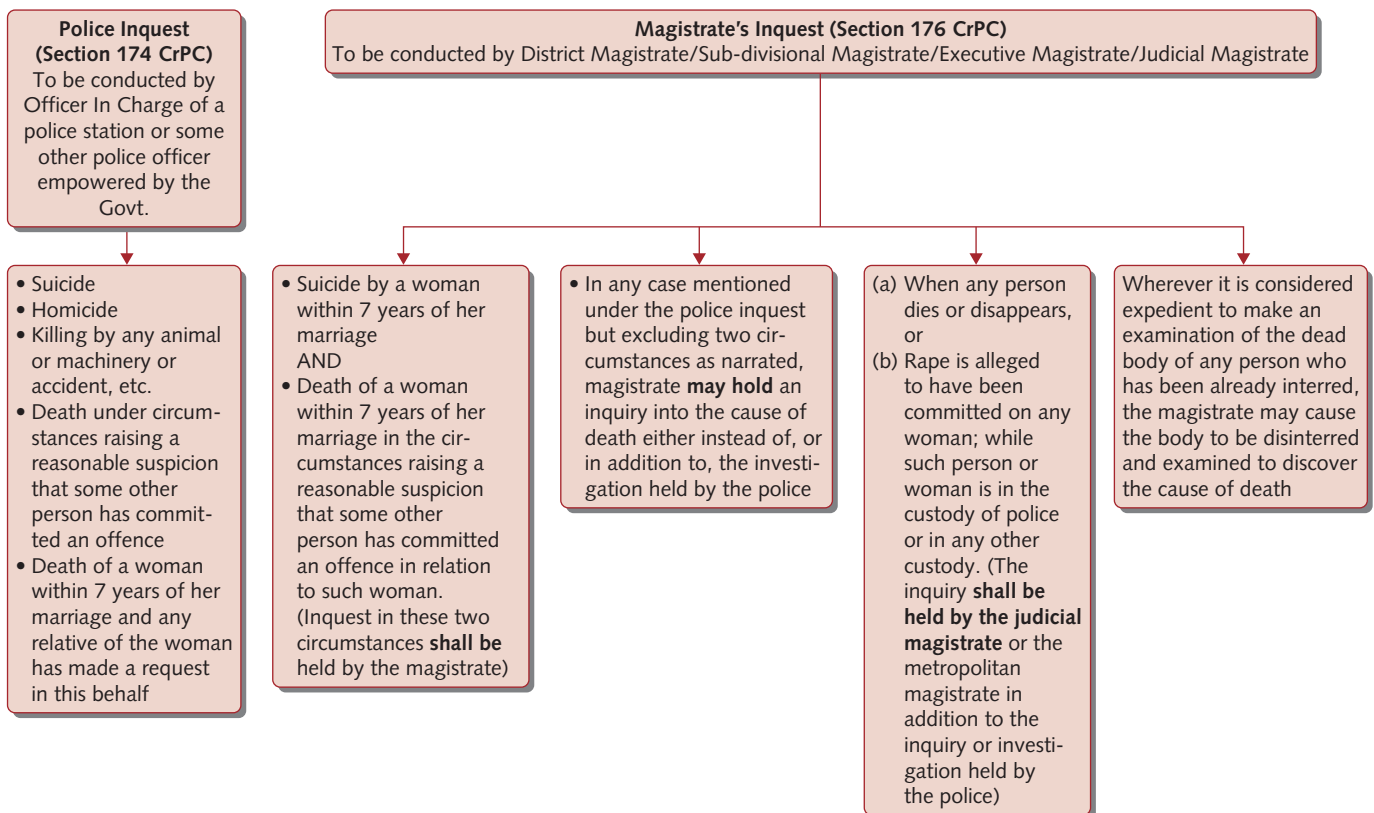 Police Inquest
(Section 174 CrPC)
To be conducted by
Officer In Charge of a
police station or some
other police officer
empowered by the
Govt.
Magistrate's Inquest (Section 176 CrPC)
To be conducted by District Magistrate/Sub-divisional Magistrate/Executive Magistrate/Judicial Magistrate
• Suicide
• Homicide
• Killing by any animal
or machinery or
accident, etc.
• Death under circum-
stances raising a
reasonable suspicion
that some other
person has commit-
ted an offence
• Death of a woman
within 7 years of her
marriage and any
relative of the woman
has made a request
in this behalf
• Suicide by a woman
within 7 years of her
marriage
AND
• Death of a woman
within 7 years of her
marriage in the cir-
cumstances raising a
reasonable suspicion
that some other
person has committed
an offence in relation
to such woman.
(Inquest in these two
circumstances shall be
held by the magistrate)
• In any case mentioned
under the police inquest
but excluding two cir-
cumstances as narrated,
magistrate may hold an
inquiry into the cause of
death either instead of, or
in addition to, the investi-
gation held by the police
(a) When any person
dies or disappears,
or
(b) Rape is alleged
to have been
committed on any
woman; while
such person or
woman is in the
custody of police
or in any other
custody. (The
inquiry shall be
held by the judicial
magistrate or the
metropolitan
magistrate in
addition to the
inquiry or investi-
gation held by
the police)
Wherever it is considered
expedient to make an
examination of the dead
body of any person who
has been already interred,
the magistrate may cause
the body to be disinterred
and examined to discover
the cause of death